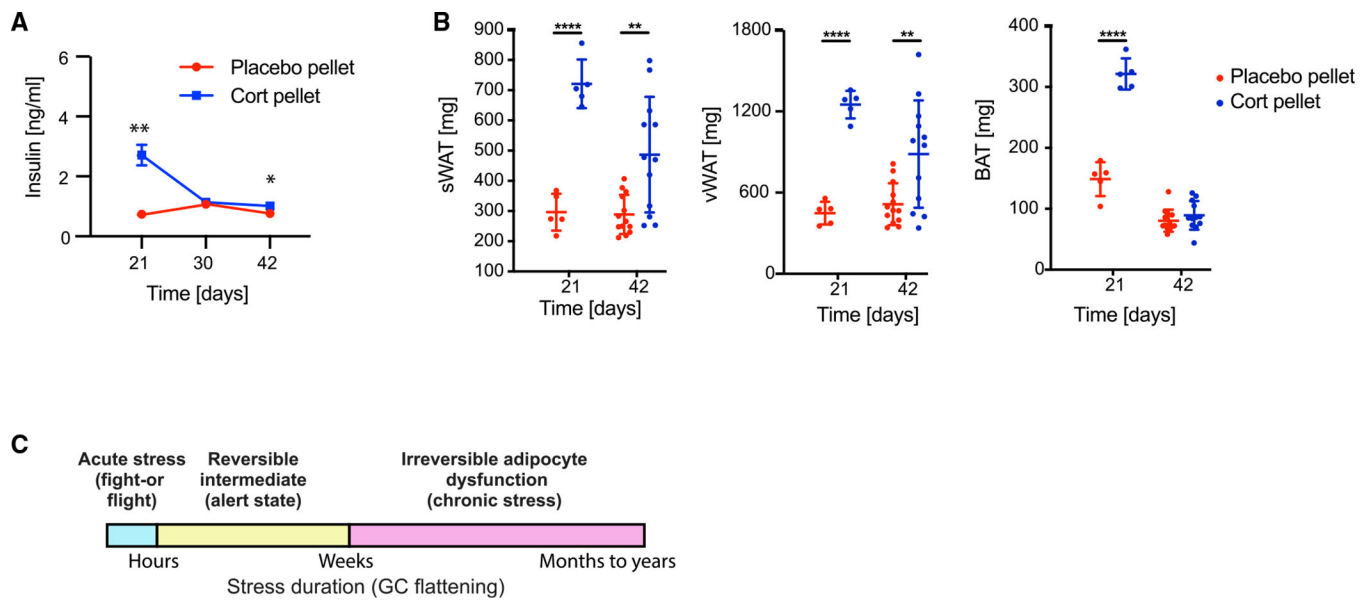 A
6
4
2
0
Insulin [ng/ml]
Placebo pellet
Cort pellet
**
*
21 30 42
Time [days]
B
900
800
700
600
500
400
300
200
100
sWAT [mg]
**** **
21 42
Time [days]
1800
1200
600
0
vWAT [mg]
**** **
21 42
Time [days]
400
300
200
100
0
BAT [mg]
****
21 42
Time [days]
Placebo pellet
Cort pellet
C
Acute stress
(fight-or
flight)
Reversible
intermediate
(alert state)
Irreversible adipocyte
dysfunction
(chronic stress)
Hours Weeks Months to years
Stress duration (GC flattening)